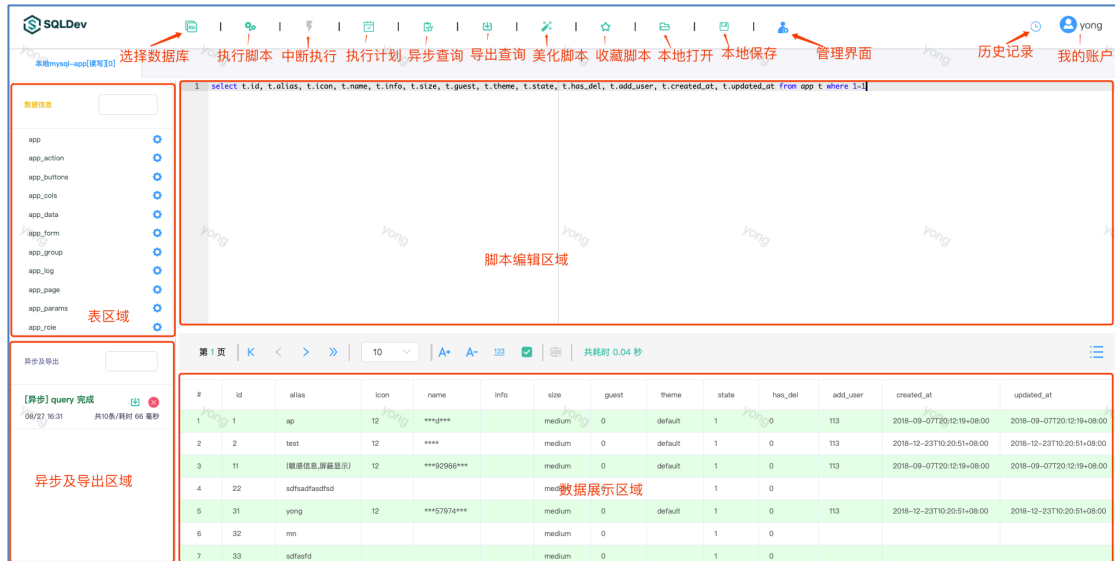 SQLDev
yong
选择数据库 执行脚本 中断执行 执行计划 异步查询 导出查询 美化脚本 收藏脚本 本地打开 本地保存 管理界面 历史记录 我的账户
本地mysql-app[读写][0]
数据信息
app
app_action
app_buttons
app_cols
app_data
app_form
app_group
app_log
app_page
app_params
app_role
表区域
1 select t.id, t.alias, t.icon, t.name, t.info, t.size, t.guest, t.theme, t.state, t.has_del, t.add_user, t.created_at, t.updated_at from app t where 1=1
脚本编辑区域
异步及导出
[异步] query 完成
08/27 16:31 共10条/耗时 66 毫秒
异步及导出区域
第 1 页 10 A+ A- 共耗时 0.04 秒
# id alias icon name info size guest theme state has_del add_user created_at updated_at
1 1 ap 12 ***d*** medium 0 default 1 0 113 2018-09-07T20:12:19+08:00 2018-09-07T20:12:19+08:00
2 2 test 12 **** medium 0 default 1 0 113 2018-12-23T10:20:51+08:00 2018-12-23T10:20:51+08:00
3 11 (敏感信息,屏蔽显示) 12 ***92966*** medium 0 default 1 0 113 2018-09-07T20:12:19+08:00 2018-09-07T20:12:19+08:00
4 22 sdfsadfasdfsd medium 0 1 0
数据展示区域
5 31 yong 12 ***57974*** medium 0 default 1 0 113 2018-12-23T10:20:51+08:00 2018-12-23T10:20:51+08:00
6 32 mn medium 0 1 0
7 33 sdfasfd medium 0 1 0
yong
yong
yong
yong
yong
yong
yong